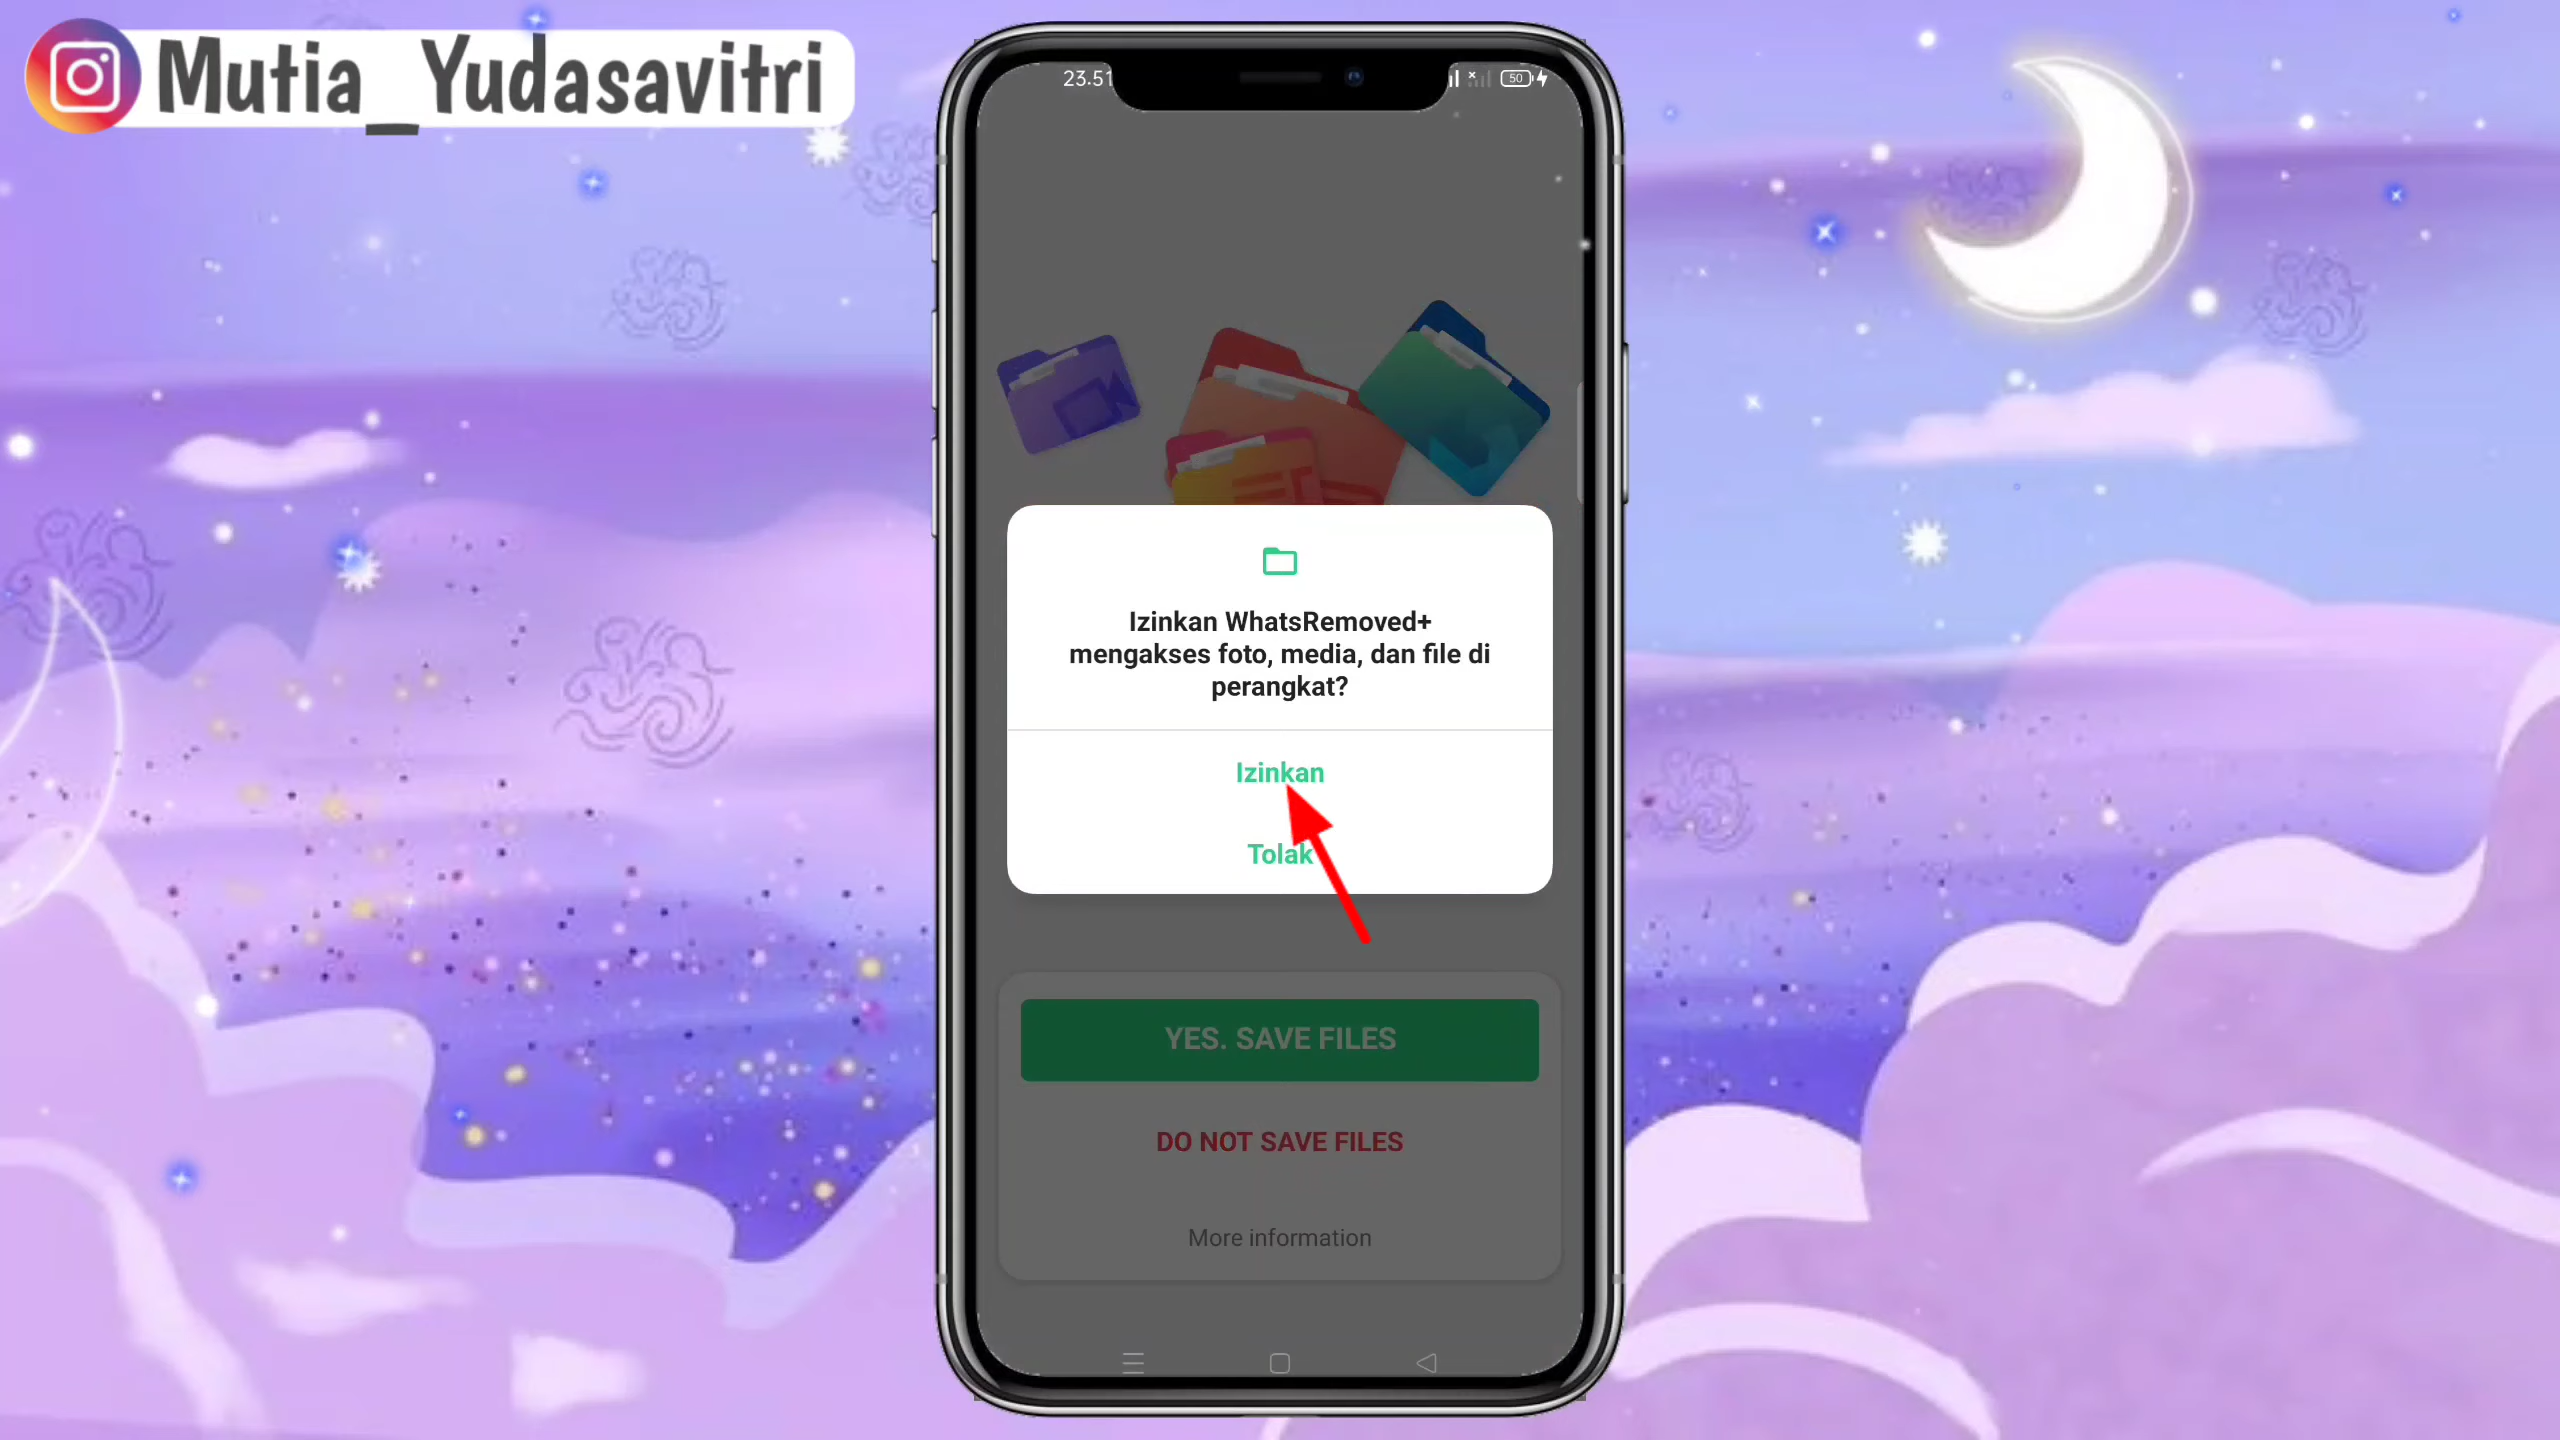 Mutia_Yudasavitri
23.51
50
Izinkan WhatsRemoved+
mengakses foto, media, dan file di
perangkat?
Izinkan
Tolak
YES. SAVE FILES
DO NOT SAVE FILES
More information